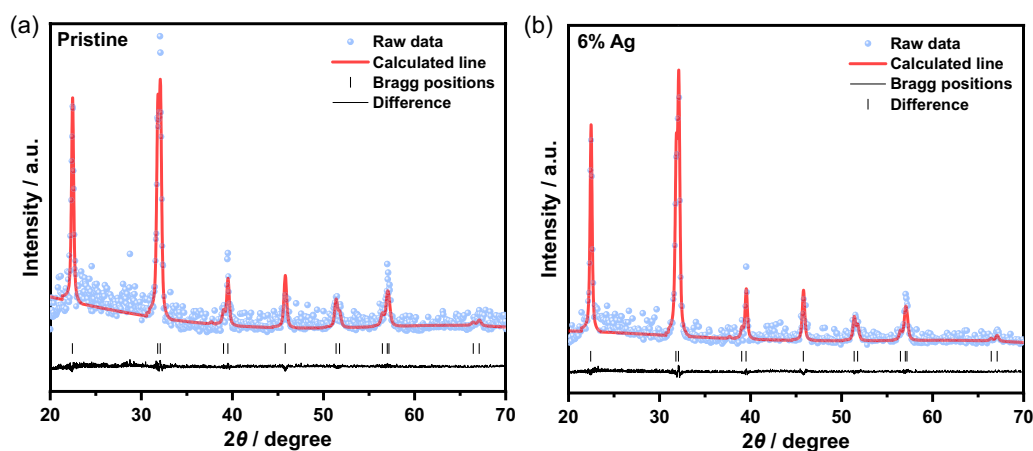 (a)
Pristine
Raw data
Calculated line
Bragg positions
Difference
Intensity / a.u.
20 30 40 50 60 70
2θ / degree
(b)
6% Ag
Raw data
Calculated line
Bragg positions
Difference
Intensity / a.u.
20 30 40 50 60 70
2θ / degree